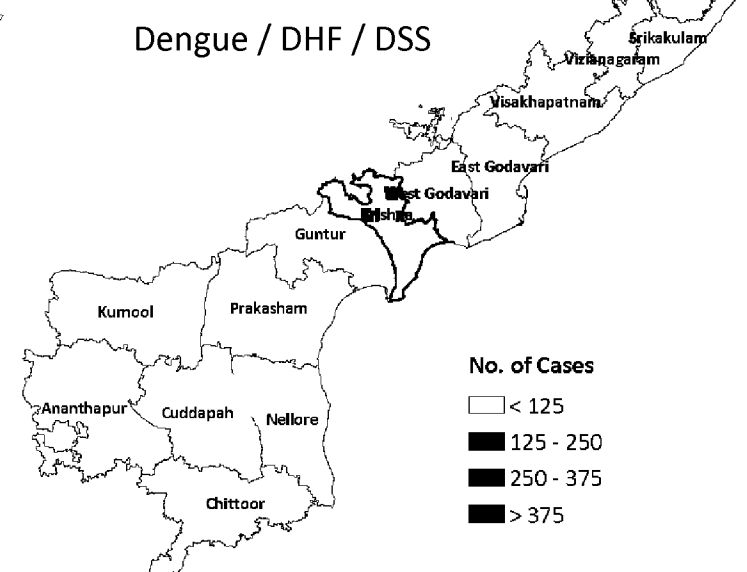 Dengue / DHF / DSS
Srikakulam
Vizianagaram
Visakhapatnam
East Godavari
West Godavari
Krishna
Guntur
Kurnool
Prakasham
Ananthapur
Cuddapah
Nellore
Chittoor
No. of Cases
< 125
125 - 250
250 - 375
> 375